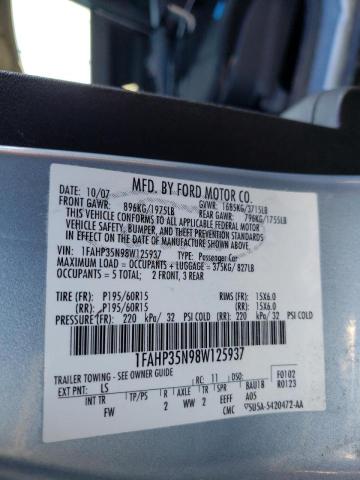 MFD. BY FORD MOTOR CO.
DATE: 10/07
GVWR: 1685KG/3715LB
FRONT GAWR: 896KG/1975LB
REAR GAWR: 796KG/1755LB
THIS VEHICLE CONFORMS TO ALL APPLICABLE FEDERAL MOTOR
VEHICLE SAFETY, BUMPER, AND THEFT PREVENTION STANDARDS
IN EFFECT ON THE DATE OF MANUFACTURE SHOWN ABOVE.
VIN: 1FAHP35N98W125937 TYPE: Passenger Car
MAXIMUM LOAD = OCCUPANTS + LUGGAGE = 375KG/ 827LB
OCCUPANTS = 5 TOTAL; 2 FRONT, 3 REAR
TIRE (FR): P195/60R15 RIMS (FR): 15X6.0
(RR): P195/60R15 (RR): 15X6.0
PRESSURE(FR): 220 kPa/ 32 PSI COLD (RR): 220 kPa/ 32 PSI COLD
1FAHP35N98W125937
TRAILER TOWING - SEE OWNER GUIDE
F0102
EXT PNT: LS RC: 11 DSO: R0123
INT TR TP/PS R AXLE TR SPR BAU18
FW 2 2 2 EEFF A05
CMC 5USA-5420472-AA